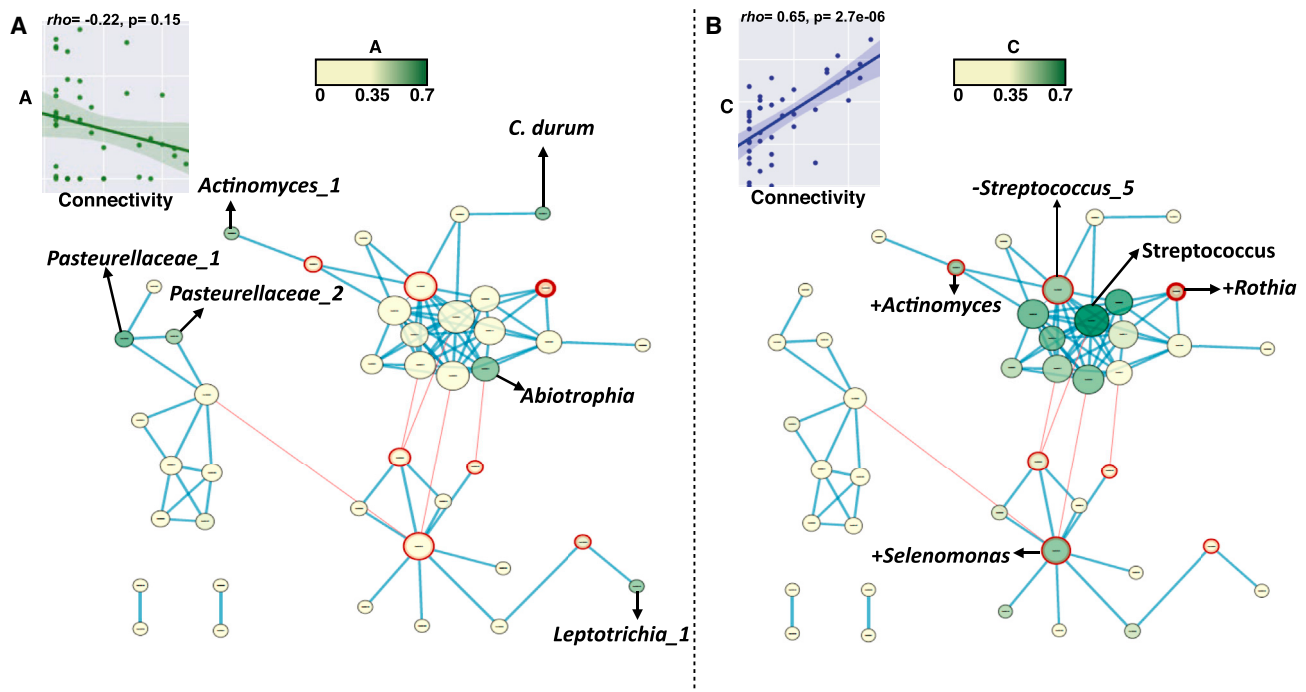 A
rho= -0.22, p= 0.15
A
Connectivity
A
0 0.35 0.7
C. durum
Actinomyces_1
Pasteurellaceae_1
Pasteurellaceae_2
Abiotrophia
Leptotrichia_1
B
rho= 0.65, p= 2.7e-06
C
Connectivity
C
0 0.35 0.7
-Streptococcus_5
Streptococcus
+Rothia
+Actinomyces
+Selenomonas